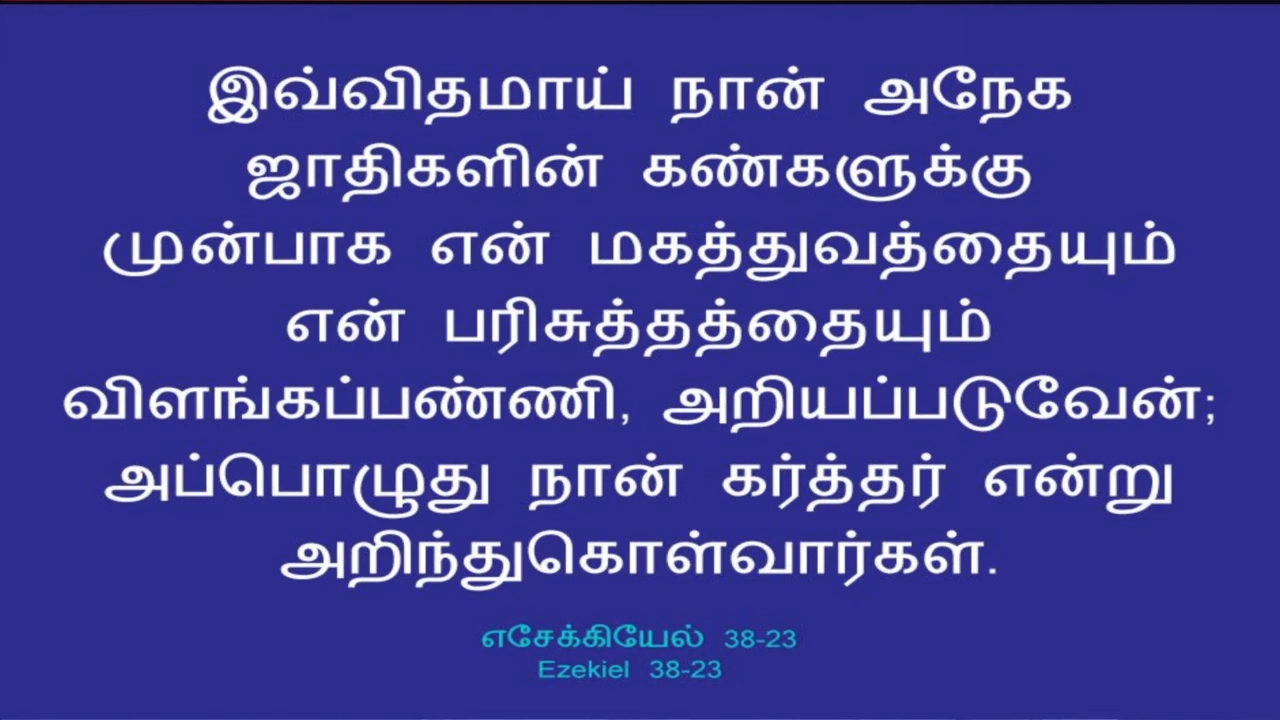 இவ்விதமாய் நான் அநேக
ஜாதிகளின் கண்களுக்கு
முன்பாக என் மகத்துவத்தையும்
என் பரிசுத்தத்தையும்
விளங்கப்பண்ணி, அறியப்படுவேன்;
அப்பொழுது நான் கர்த்தர் என்று
அறிந்துகொள்வார்கள்.
எசேக்கியேல் 38-23
Ezekiel 38-23